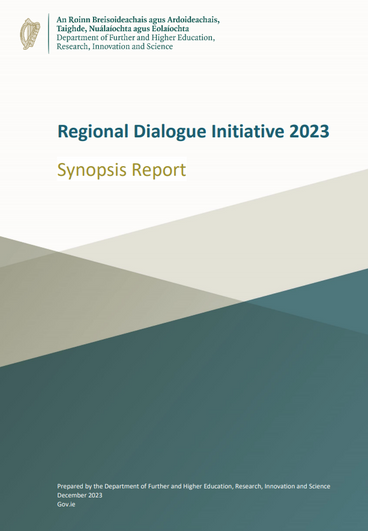 An Roinn Breisoideachais agus Ardoideachais,
Taighde, Nuálaíochta agus Eolaíochta
Department of Further and Higher Education,
Research, Innovation and Science
Regional Dialogue Initiative 2023
Synopsis Report
Prepared by the Department of Further and Higher Education, Research, Innovation and Science
December 2023
Gov.ie